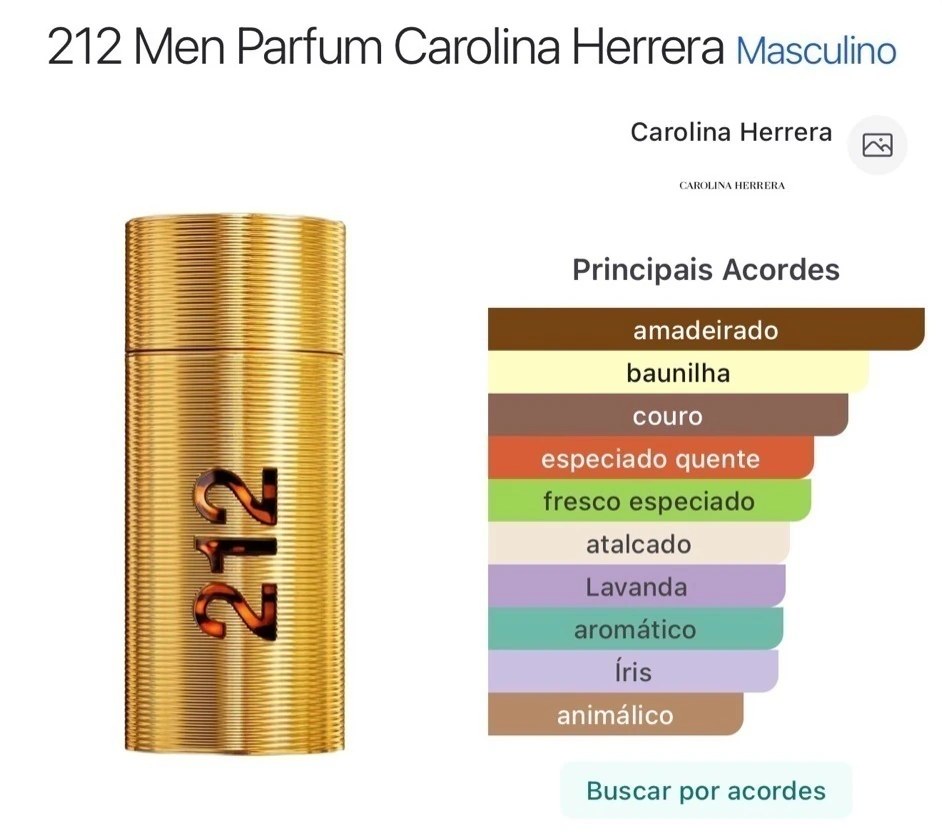 212 Men Parfum Carolina Herrera Masculino
Carolina Herrera
CAROLINA HERRERA
Principais Acordes
amadeirado
baunilha
couro
especiado quente
fresco especiado
atalcado
Lavanda
aromático
Íris
animálico
212
Buscar por acordes